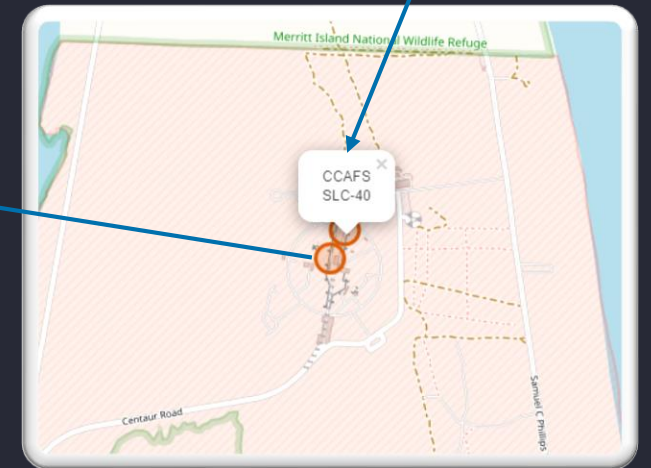 Merritt Island National Wildlife Refuge
CCAFS
SLC-40
Centaur Road
Samuel C Phillips